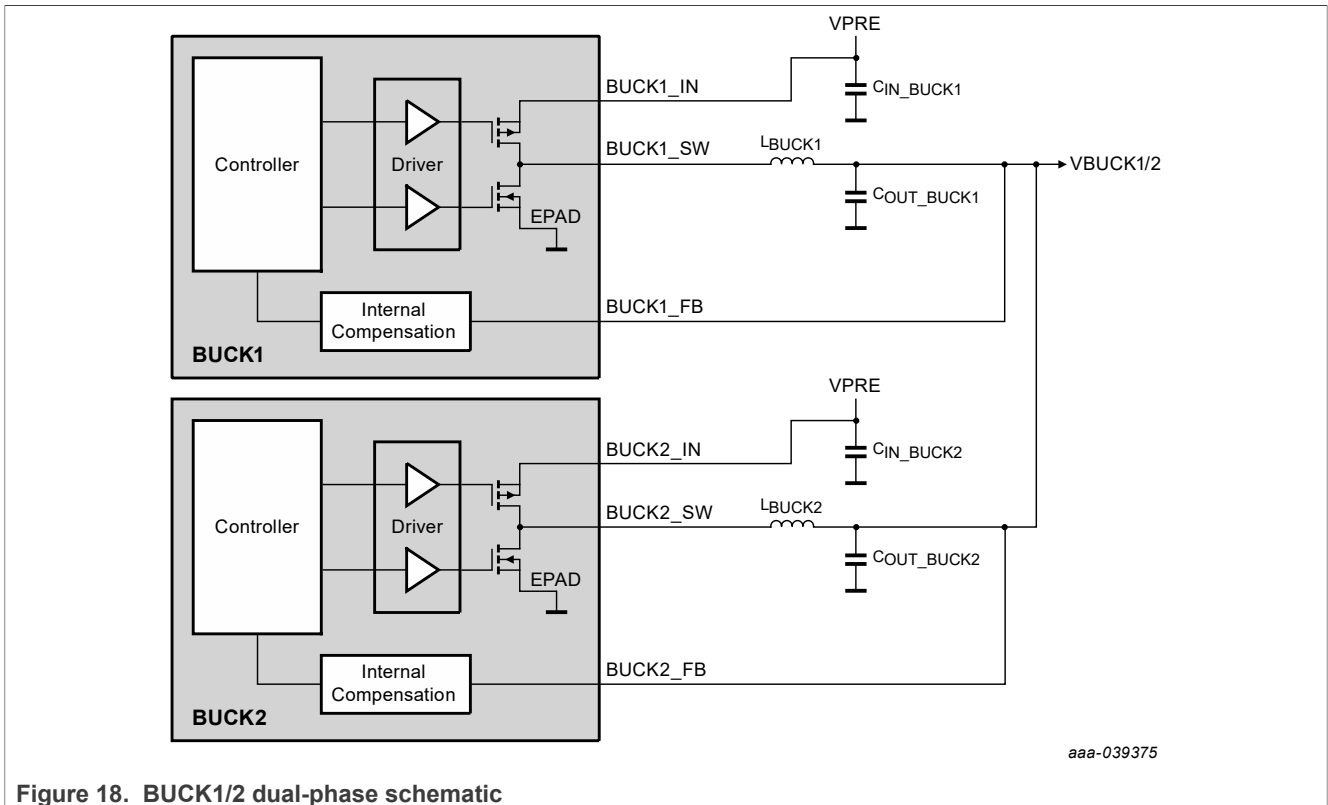 VPRE
BUCK1_IN
CIN_BUCK1
Controller
Driver
BUCK1_SW
LBUCK1
VBUCK1/2
COUT_BUCK1
EPAD
BUCK1_FB
Internal
Compensation
BUCK1
VPRE
BUCK2_IN
CIN_BUCK2
Controller
Driver
BUCK2_SW
LBUCK2
COUT_BUCK2
EPAD
BUCK2_FB
Internal
Compensation
BUCK2
aaa-039375
Figure 18. BUCK1/2 dual-phase schematic